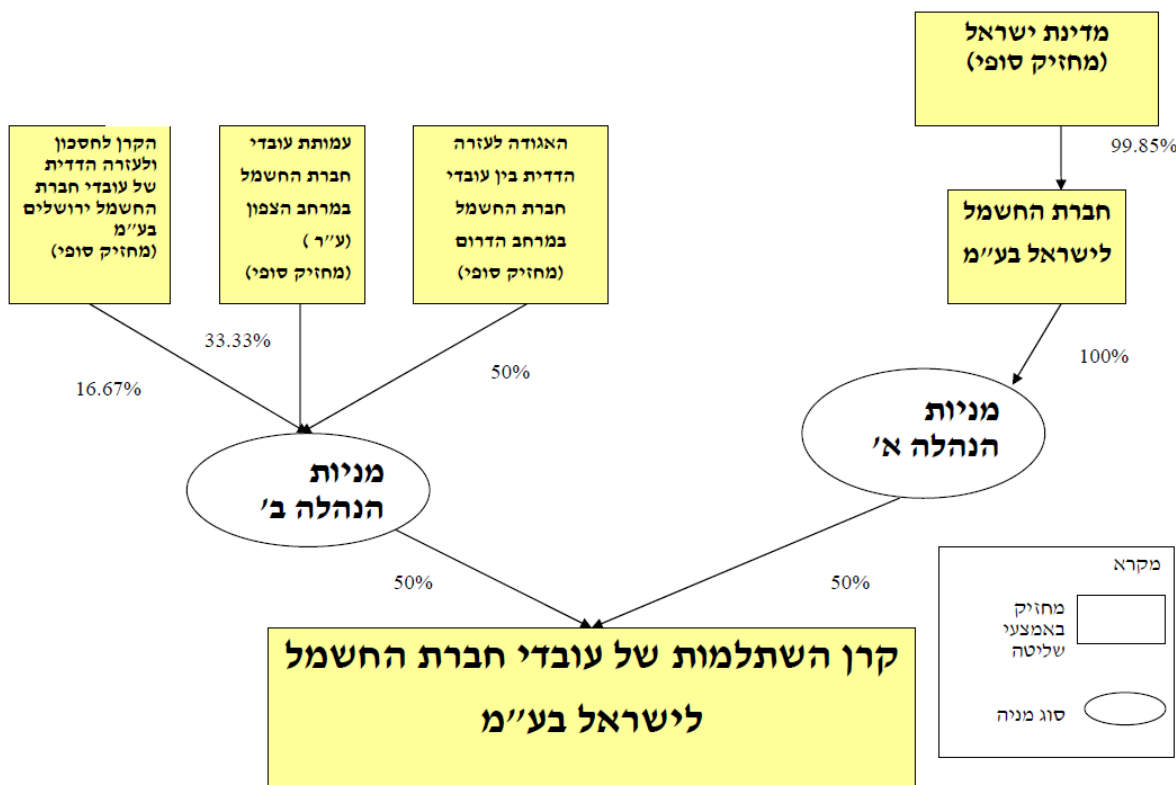 מדינת ישראל
(מחזיק סופי)
99.85%
חברת החשמל
לישראל בע״מ
100%
מניות
הנהלה א׳
50%
האגודה לעזרה
הדדית בין עובדי
חברת החשמל
במרחב הדרום
(מחזיק סופי)
50%
עמותת עובדי
חברת החשמל
במרחב הצפון
(ע״ר )
(מחזיק סופי)
33.33%
הקרן לחסכון
ולעזרה הדדית
של עובדי חברת
החשמל ירושלים
בע״מ
(מחזיק סופי)
16.67%
מניות
הנהלה ב׳
50%
קרן השתלמות של עובדי חברת החשמל
לישראל בע״מ
מקרא
מחזיק
באמצעי
שליטה
סוג מניה